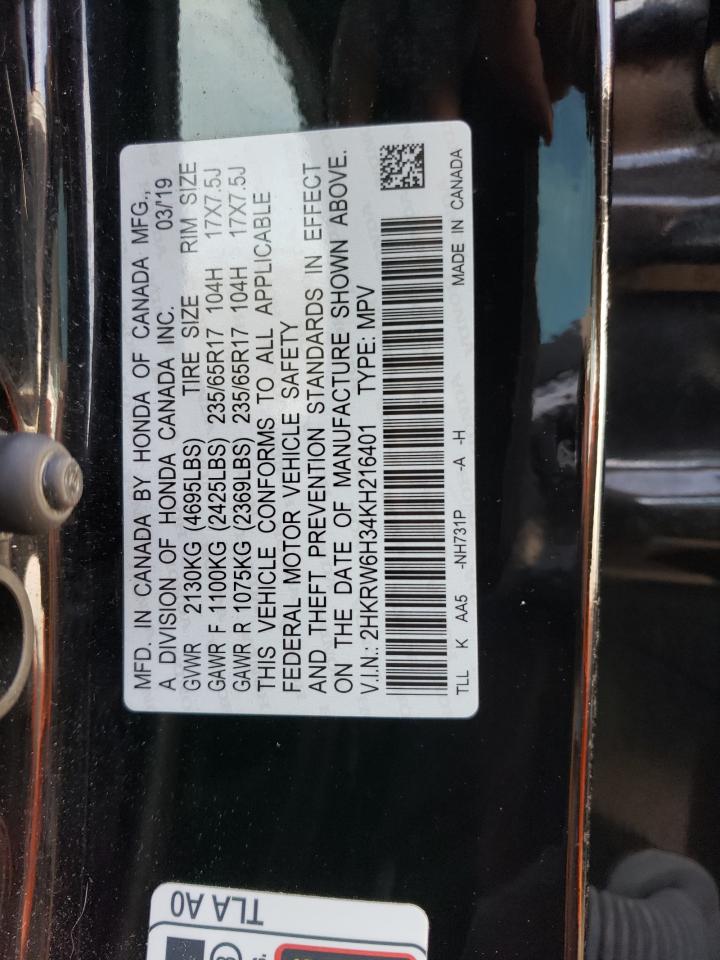 MFD. IN CANADA BY HONDA OF CANADA MFG.,
A DIVISION OF HONDA CANADA INC. 03/'19
GVWR 2130KG (4695LBS) TIRE SIZE RIM SIZE
GAWR F 1100KG (2425LBS) 235/65R17 104H 17X7.5J
GAWR R 1075KG (2369LBS) 235/65R17 104H 17X7.5J
THIS VEHICLE CONFORMS TO ALL APPLICABLE
FEDERAL MOTOR VEHICLE SAFETY
AND THEFT PREVENTION STANDARDS IN EFFECT
ON THE DATE OF MANUFACTURE SHOWN ABOVE.
V.I.N.: 2HKRW6H34KH216401 TYPE: MPV
TLL K AA5 -NH731P -A -H MADE IN CANADA
TLA A0